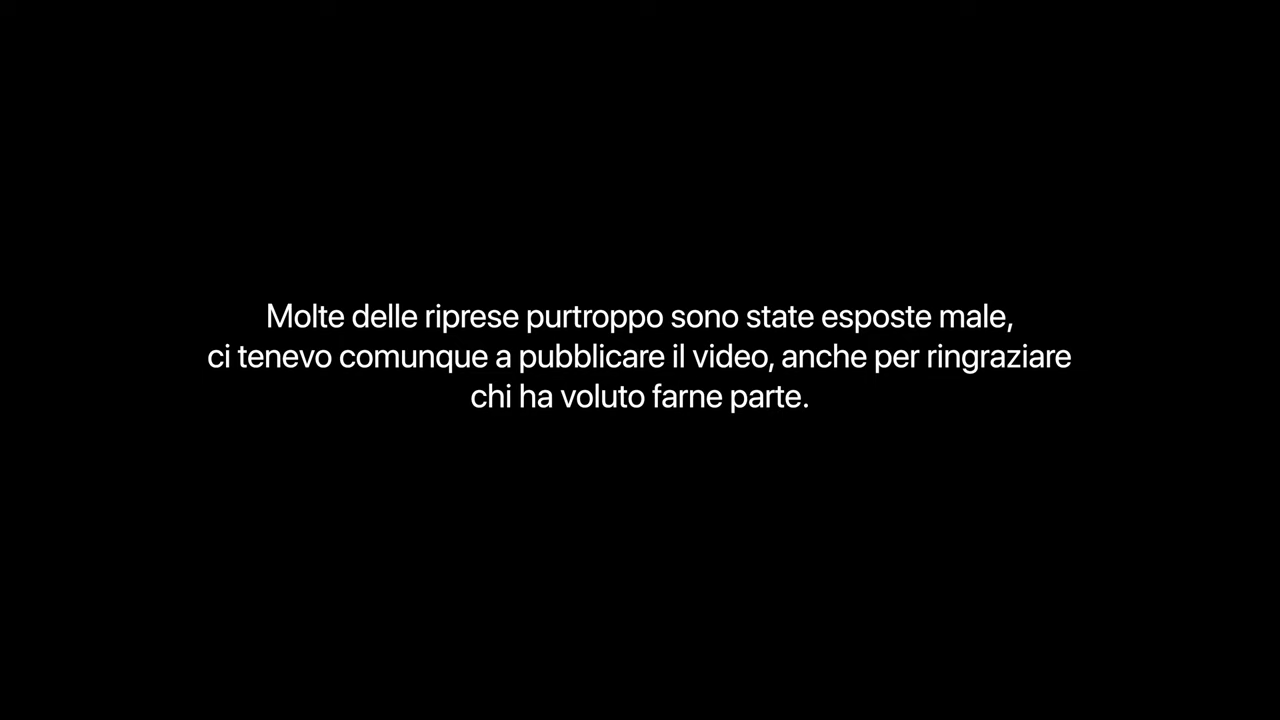 Molte delle riprese purtroppo sono state esposte male,
ci tenevo comunque a pubblicare il video, anche per ringraziare
chi ha voluto farne parte.